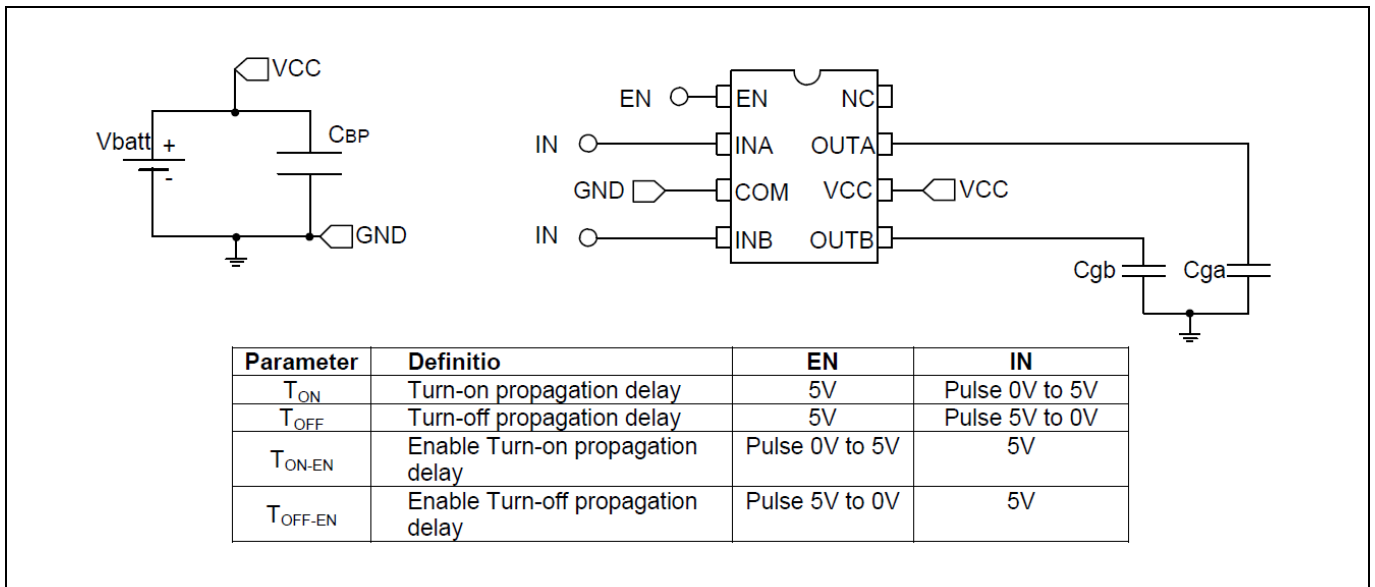 VCC
Vbatt
+
-
CBP
GND
EN
IN
GND
IN
EN
INA
COM
INB
NC
OUTA
VCC
OUTB
VCC
Cgb
Cga
Parameter Definitio EN IN
TON Turn-on propagation delay 5V Pulse 0V to 5V
TOFF Turn-off propagation delay 5V Pulse 5V to 0V
TON-EN Enable Turn-on propagation Pulse 0V to 5V 5V
delay
TOFF-EN Enable Turn-off propagation Pulse 5V to 0V 5V
delay